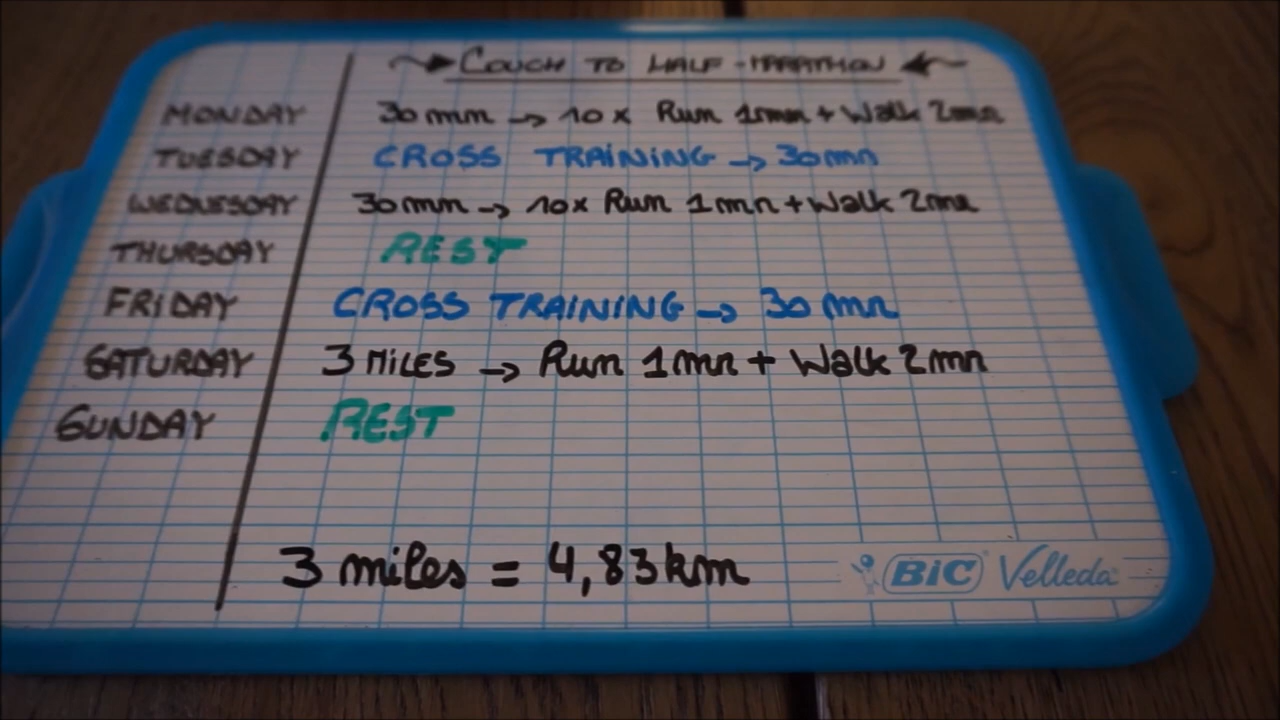 COUCH TO HALF-MARATHON
MONDAY 30 mn → 10x Run 1mn + Walk 2mn
TUESDAY CROSS TRAINING → 30mn
WEDNESDAY 30mn → 10x Run 1mn + Walk 2mn
THURSDAY REST
FRIDAY CROSS TRAINING → 30 mn
SATURDAY 3 MILES → Run 1mn + Walk 2mn
SUNDAY REST
3 miles = 4,83km
BiC Velleda